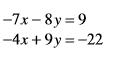 −7x − 8y = 9
−4x + 9y = −22